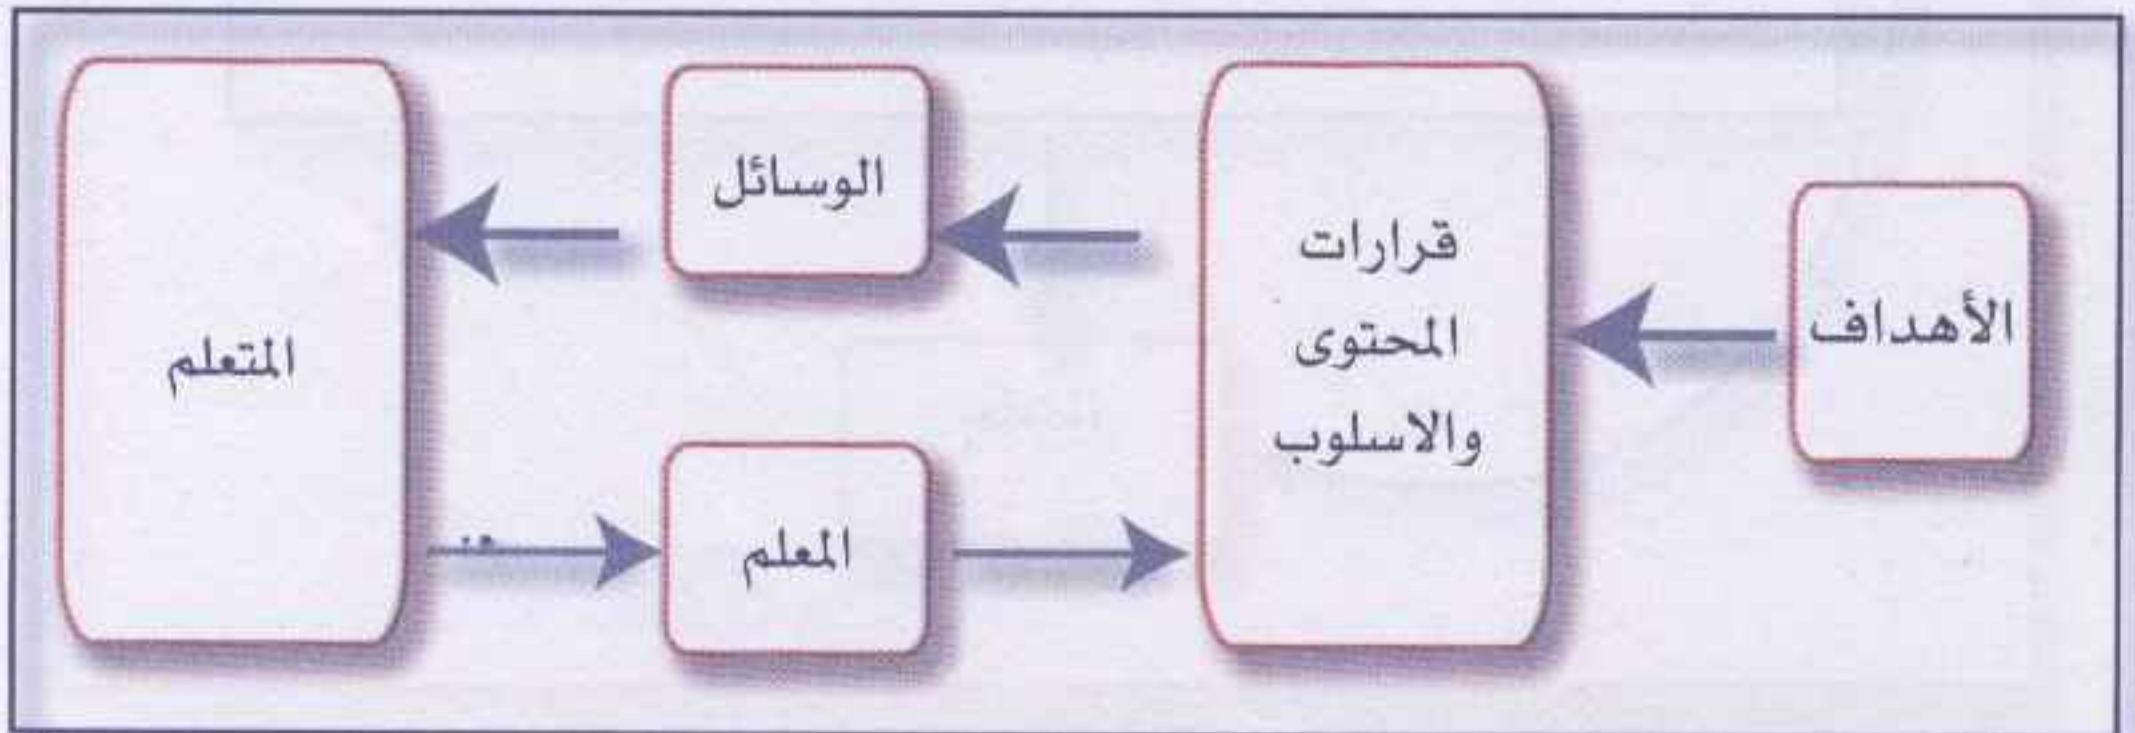 الأهداف
قرارات
المحتوى
والاسلوب
الوسائل
المعلم
المتعلم